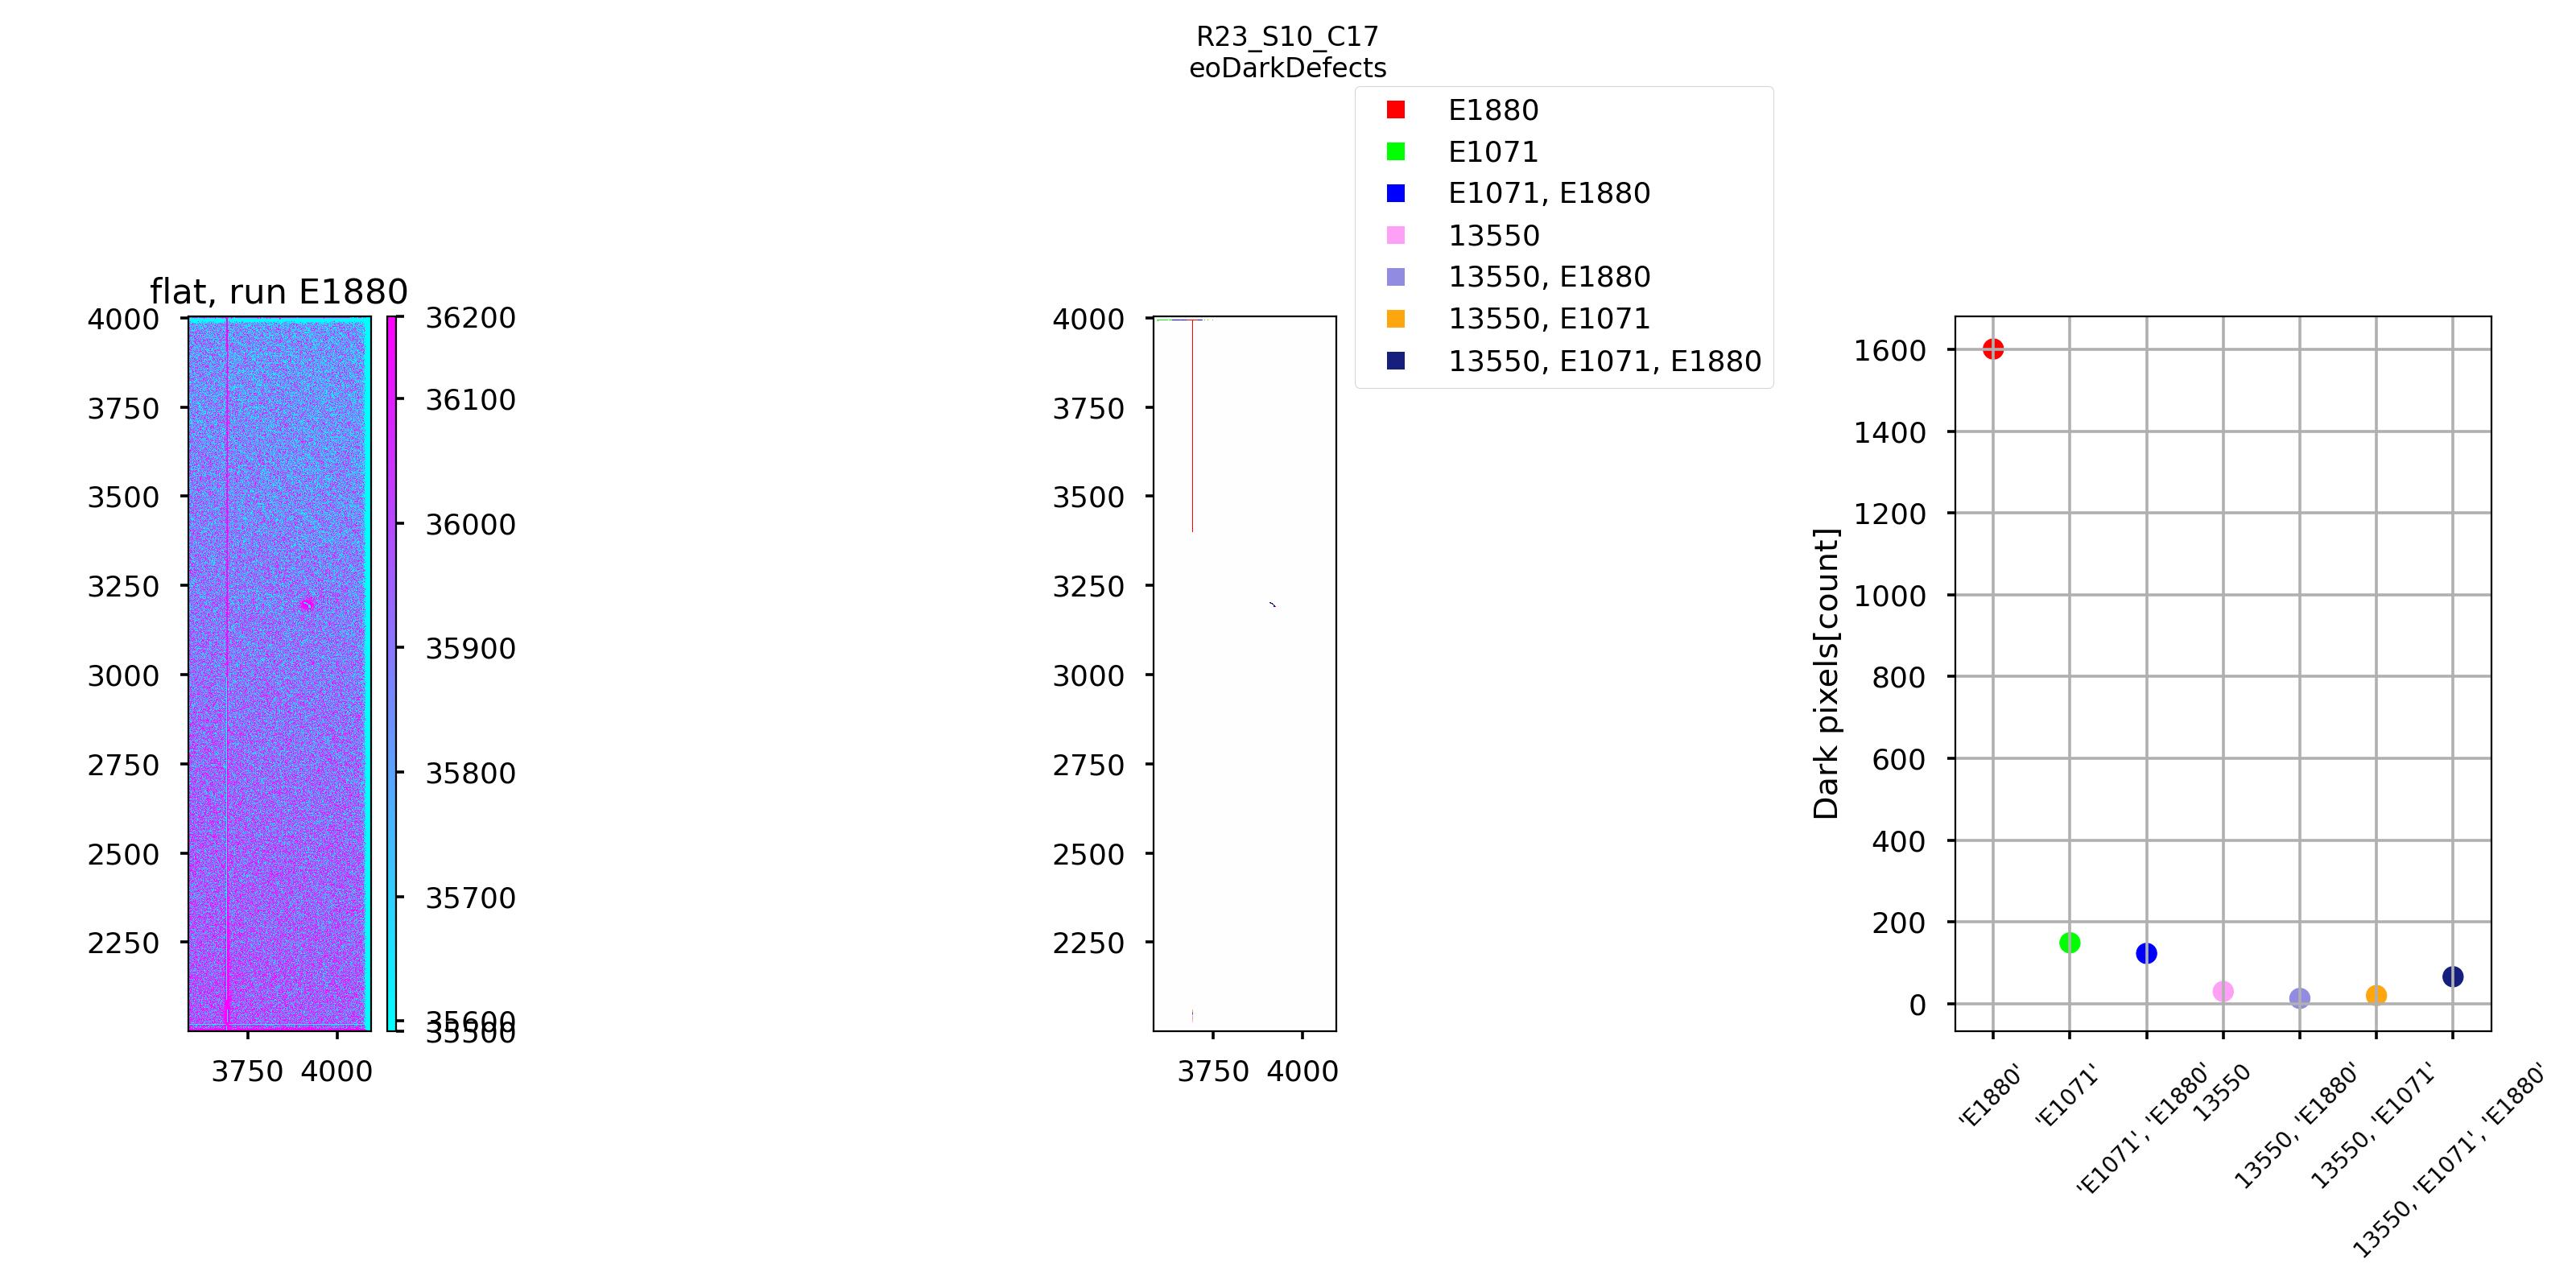 R23_S10_C17
eoDarkDefects
E1880
E1071
E1071, E1880
13550
13550, E1880
13550, E1071
13550, E1071, E1880
flat, run E1880
4000
3750
3500
3250
3000
2750
2500
2250
3750 4000
36200
36100
36000
35900
35800
35700
35600
35500
4000
3750
3500
3250
3000
2750
2500
2250
3750 4000
Dark pixels[count]
1600
1400
1200
1000
800
600
400
200
0
'E1880'
'E1071'
'E1071', 'E1880'
13550
13550, 'E1880'
13550, 'E1071'
13550, 'E1071', 'E1880'